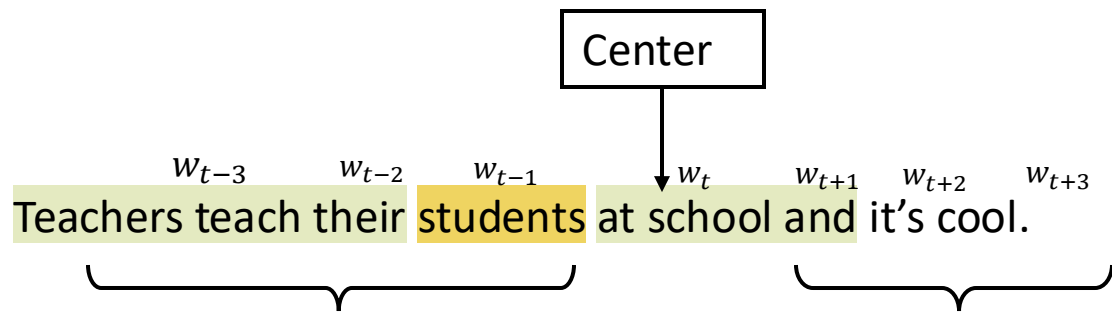 Center
w_{t-3} w_{t-2} w_{t-1} w_t w_{t+1} w_{t+2} w_{t+3}
Teachers teach their students at school and it's cool.